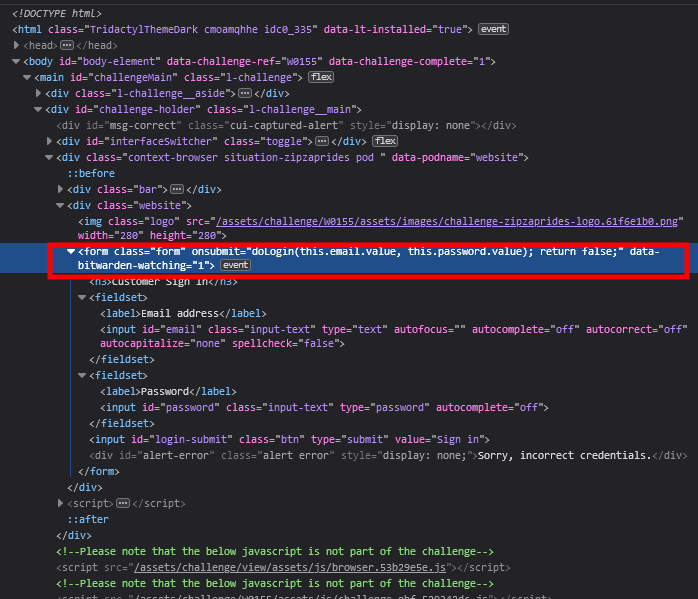 <!DOCTYPE html>
<html class="TridactylThemeDark cmoamqhhe idc0_335" data-lt-installed="true"> event
<head> ••• </head>
<body id="body-element" data-challenge-ref="W0155" data-challenge-complete="1">
<main id="challengeMain" class="l-challenge"> flex
<div class="l-challenge__aside"> ••• </div>
<div id="challenge-holder" class="l-challenge__main">
<div id="msg-correct" class="cui-captured-alert" style="display: none"></div>
<div id="interfaceSwitcher" class="toggle"> ••• </div> flex
<div class="context-browser situation-zipzaprides pod " data-podname="website">
::before
<div class="bar"> ••• </div>
<div class="website">
<img class="logo" src="/assets/challenge/W0155/assets/images/challenge-zipzaprides-logo.61f6e1b0.png"
width="280" height="280">
<form class="form" onsubmit="doLogin(this.email.value, this.password.value); return false;" data-
bitwarden-watching="1"> event
<h3>Customer Sign in</h3>
<fieldset>
<label>Email address</label>
<input id="email" class="input-text" type="text" autofocus="" autocomplete="off" autocorrect="off"
autocapitalize="none" spellcheck="false">
</fieldset>
<fieldset>
<label>Password</label>
<input id="password" class="input-text" type="password" autocomplete="off">
</fieldset>
<input id="login-submit" class="btn" type="submit" value="Sign in">
<div id="alert-error" class="alert error" style="display: none;">Sorry, incorrect credentials.</div>
</form>
</div>
<script> ••• </script>
::after
</div>
<!--Please note that the below javascript is not part of the challenge-->
<script src="/assets/challenge/view/assets/js/browser.53b29e5e.js"></script>
<!--Please note that the below javascript is not part of the challenge-->